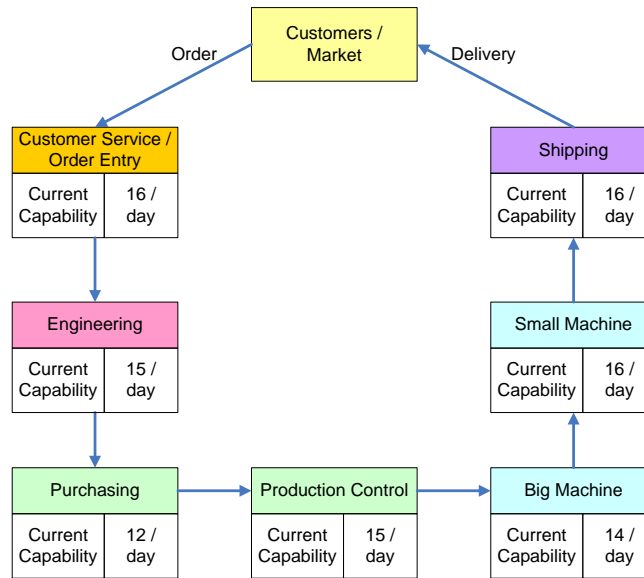 Customers /
Market
Order
Delivery
Customer Service /
Order Entry
Current
Capability
16 /
day
Shipping
Current
Capability
16 /
day
Engineering
Current
Capability
15 /
day
Small Machine
Current
Capability
16 /
day
Purchasing
Current
Capability
12 /
day
Production Control
Current
Capability
15 /
day
Big Machine
Current
Capability
14 /
day